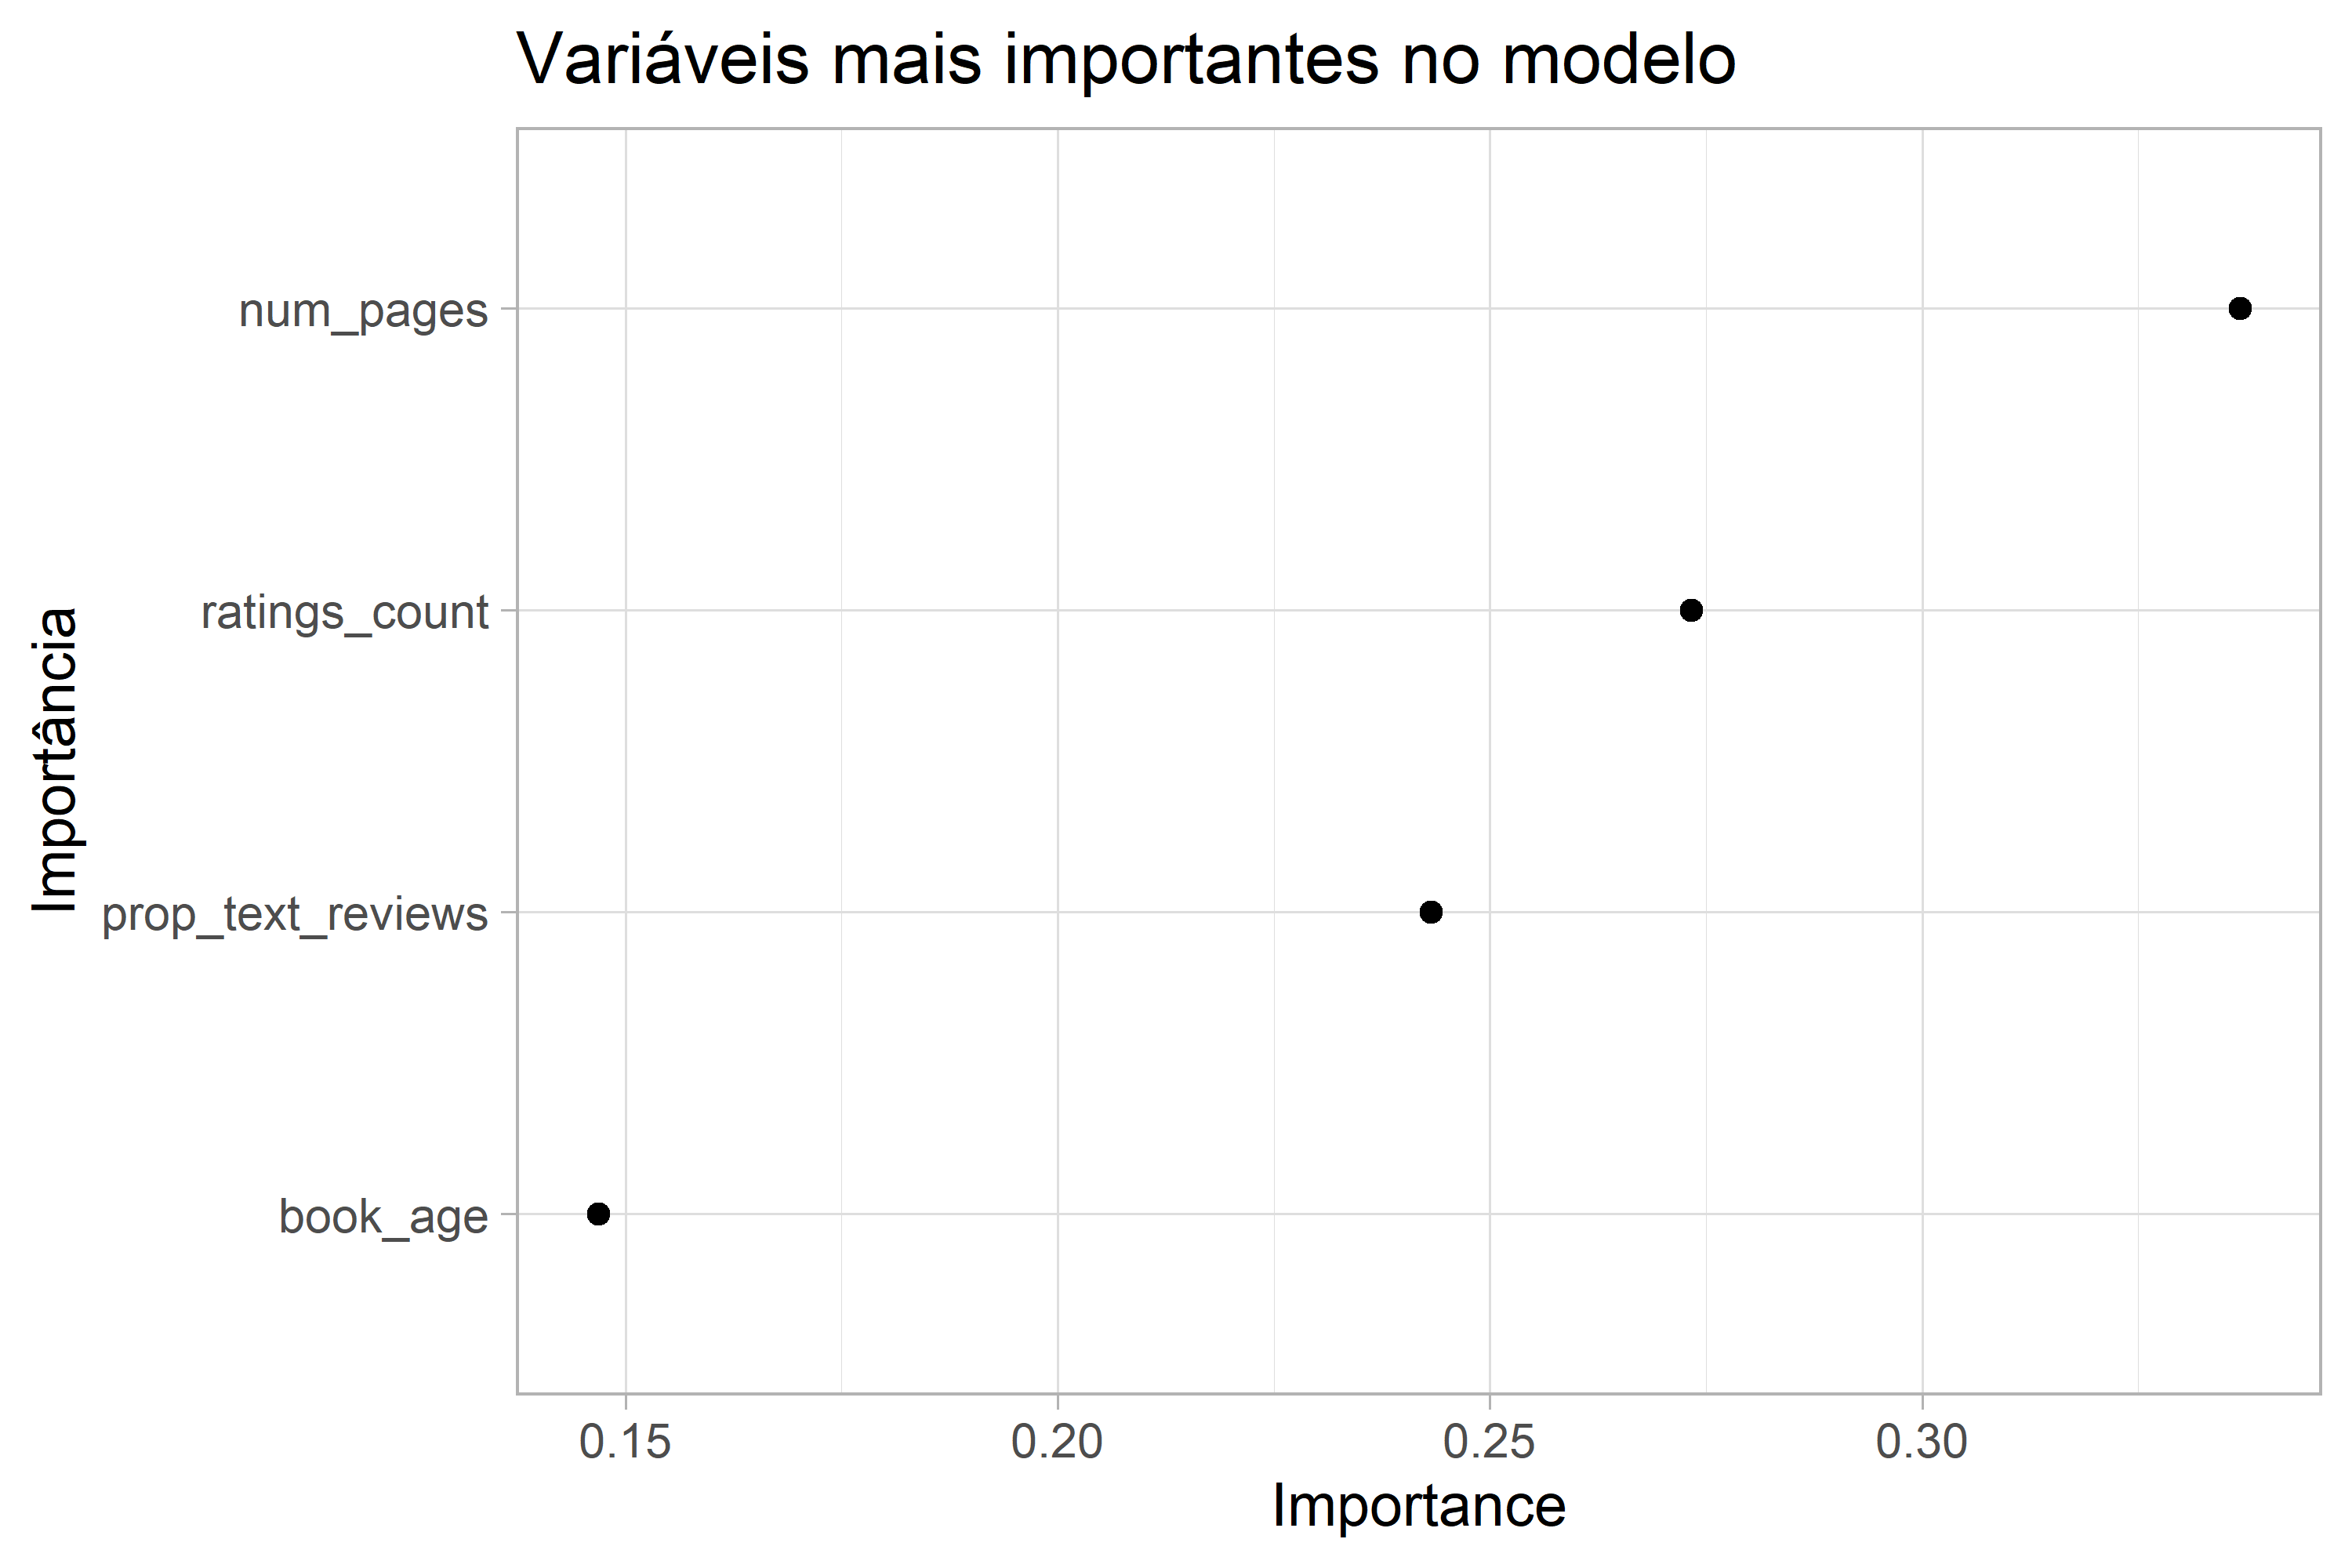 Variáveis mais importantes no modelo
Importância
num_pages
ratings_count
prop_text_reviews
book_age
0.15
0.20
0.25
0.30
Importance